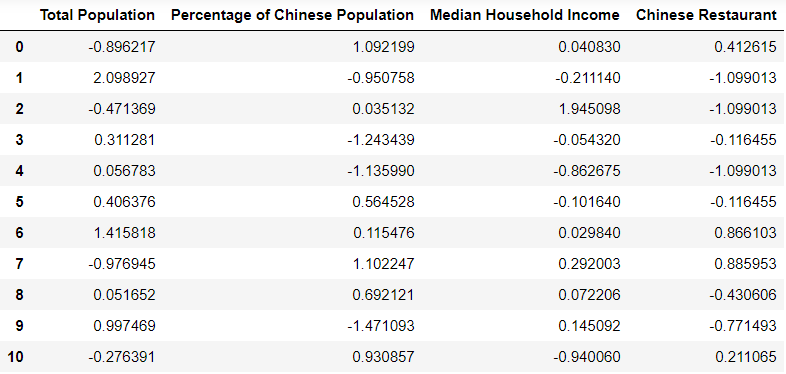 Total Population Percentage of Chinese Population Median Household Income Chinese Restaurant
0 -0.896217 1.092199 0.040830 0.412615
1 2.098927 -0.950758 -0.211140 -1.099013
2 -0.471369 0.035132 1.945098 -1.099013
3 0.311281 -1.243439 -0.054320 -0.116455
4 0.056783 -1.135990 -0.862675 -1.099013
5 0.406376 0.564528 -0.101640 -0.116455
6 1.415818 0.115476 0.029840 0.866103
7 -0.976945 1.102247 0.292003 0.885953
8 0.051652 0.692121 0.072206 -0.430606
9 0.997469 -1.471093 0.145092 -0.771493
10 -0.276391 0.930857 -0.940060 0.211065